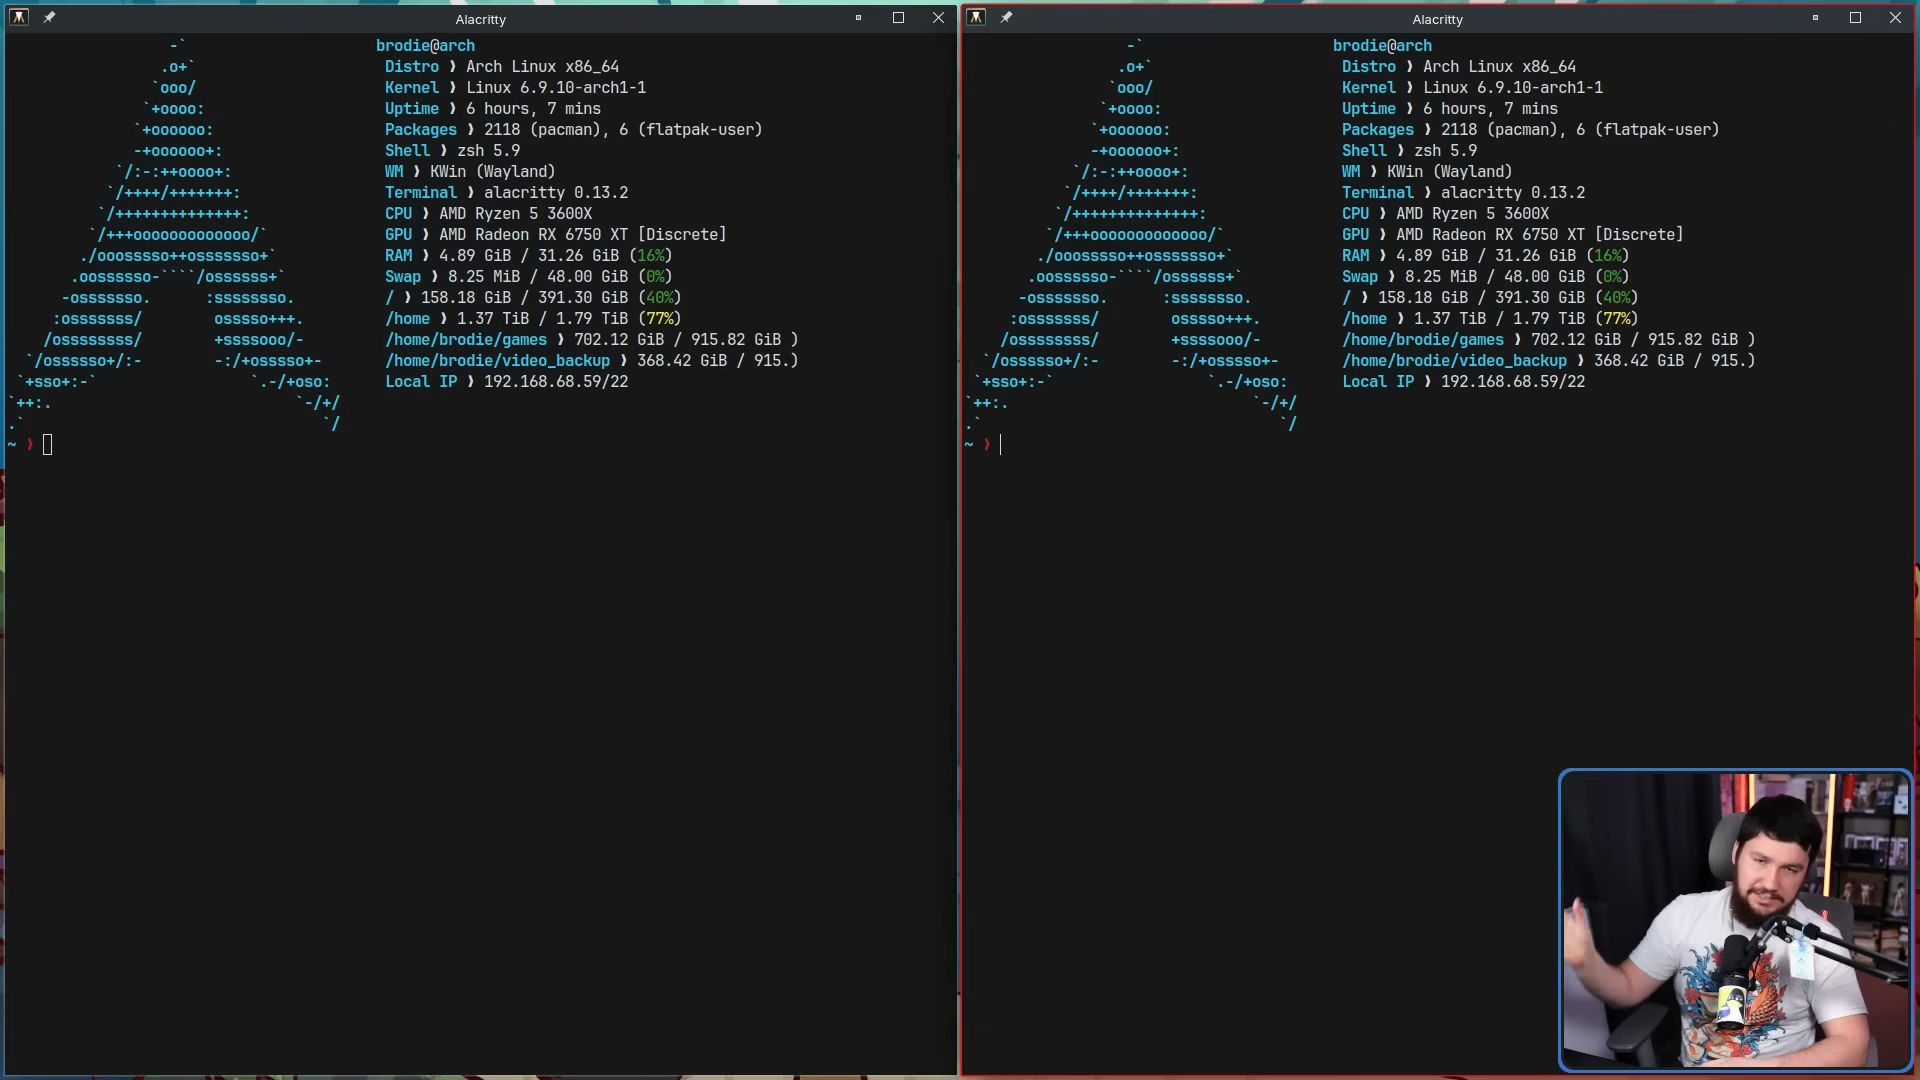 Alacritty
brodie@arch
Distro ❯ Arch Linux x86_64
Kernel ❯ Linux 6.9.10-arch1-1
Uptime ❯ 6 hours, 7 mins
Packages ❯ 2118 (pacman), 6 (flatpak-user)
Shell ❯ zsh 5.9
WM ❯ KWin (Wayland)
Terminal ❯ alacritty 0.13.2
CPU ❯ AMD Ryzen 5 3600X
GPU ❯ AMD Radeon RX 6750 XT [Discrete]
RAM ❯ 4.89 GiB / 31.26 GiB (16%)
Swap ❯ 8.25 MiB / 48.00 GiB (0%)
/ ❯ 158.18 GiB / 391.30 GiB (40%)
/home ❯ 1.37 TiB / 1.79 TiB (77%)
/home/brodie/games ❯ 702.12 GiB / 915.82 GiB )
/home/brodie/video_backup ❯ 368.42 GiB / 915.)
Local IP ❯ 192.168.68.59/22
~ ❯
Alacritty
brodie@arch
Distro ❯ Arch Linux x86_64
Kernel ❯ Linux 6.9.10-arch1-1
Uptime ❯ 6 hours, 7 mins
Packages ❯ 2118 (pacman), 6 (flatpak-user)
Shell ❯ zsh 5.9
WM ❯ KWin (Wayland)
Terminal ❯ alacritty 0.13.2
CPU ❯ AMD Ryzen 5 3600X
GPU ❯ AMD Radeon RX 6750 XT [Discrete]
RAM ❯ 4.89 GiB / 31.26 GiB (16%)
Swap ❯ 8.25 MiB / 48.00 GiB (0%)
/ ❯ 158.18 GiB / 391.30 GiB (40%)
/home ❯ 1.37 TiB / 1.79 TiB (77%)
/home/brodie/games ❯ 702.12 GiB / 915.82 GiB )
/home/brodie/video_backup ❯ 368.42 GiB / 915.)
Local IP ❯ 192.168.68.59/22
~ ❯